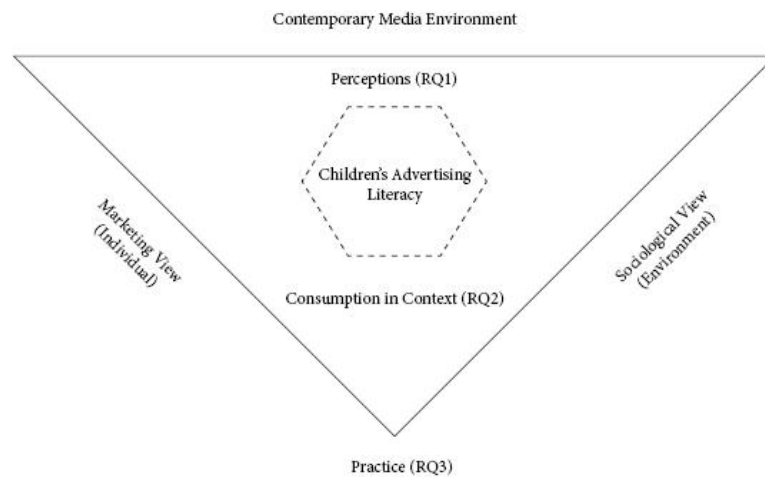 Contemporary Media Environment
Perceptions (RQ1)
Children's Advertising
Literacy
Marketing View
(Individual)
Sociological View
(Environment)
Consumption in Context (RQ2)
Practice (RQ3)